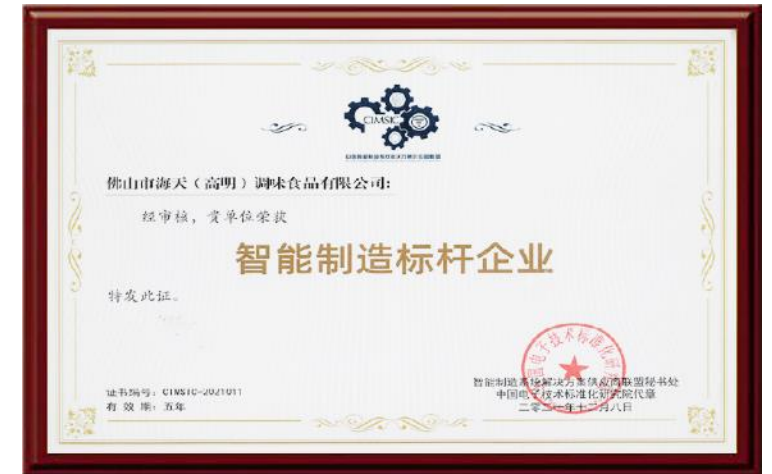 CIMSIC
佛山市海天（高明）调味食品有限公司：
经审核，贵单位荣获
智能制造标杆企业
特发此证。
证书编号：CIMSIC-2021011
有 效 期：五年
智能制造系统解决方案供应商联盟秘书处
中国电子技术标准化研究院代章
二零二一年十二月八日